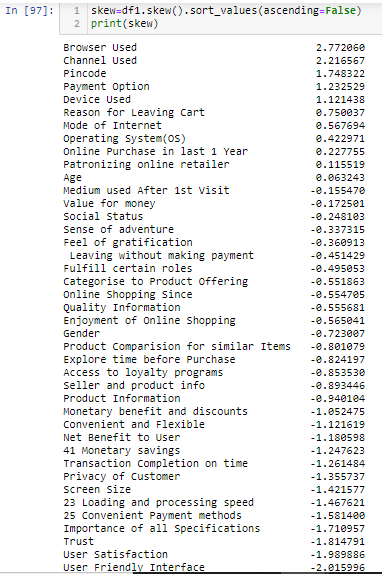 In [97]: 1 skew=df1.skew().sort_values(ascending=False)
2 print(skew)
Browser Used 2.772060
Channel Used 2.216567
Pincode 1.748322
Payment Option 1.232529
Device Used 1.121438
Reason for Leaving Cart 0.750037
Mode of Internet 0.567694
Operating System(OS) 0.422971
Online Purchase in last 1 Year 0.227755
Patronizing online retailer 0.115519
Age 0.063243
Medium used After 1st Visit -0.155470
Value for money -0.172501
Social Status -0.248103
Sense of adventure -0.337315
Feel of gratification -0.360913
Leaving without making payment -0.451429
Fulfill certain roles -0.495053
Categorise to Product Offering -0.551863
Online Shopping Since -0.554705
Quality Information -0.555681
Enjoyment of Online Shopping -0.565041
Gender -0.723007
Product Comparision for similar Items -0.801079
Explore time before Purchase -0.824197
Access to loyalty programs -0.853530
Seller and product info -0.893446
Product Information -0.940104
Monetary benefit and discounts -1.052475
Convenient and Flexible -1.121619
Net Benefit to User -1.180598
41 Monetary savings -1.247623
Transaction Completion on time -1.261484
Privacy of Customer -1.355737
Screen Size -1.421577
23 Loading and processing speed -1.467621
25 Convenient Payment methods -1.581400
Importance of all Specifications -1.710957
Trust -1.814791
User Satisfaction -1.989886
User Friendly Interface -2.015996